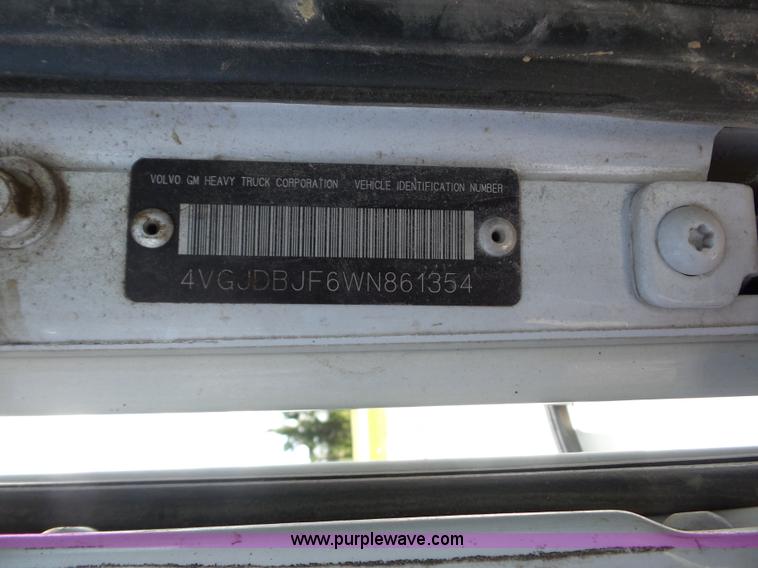 VOLVO GM HEAVY TRUCK CORPORATION VEHICLE IDENTIFICATION NUMBER
4VGJDBJF6WN861354
www.purplewave.com